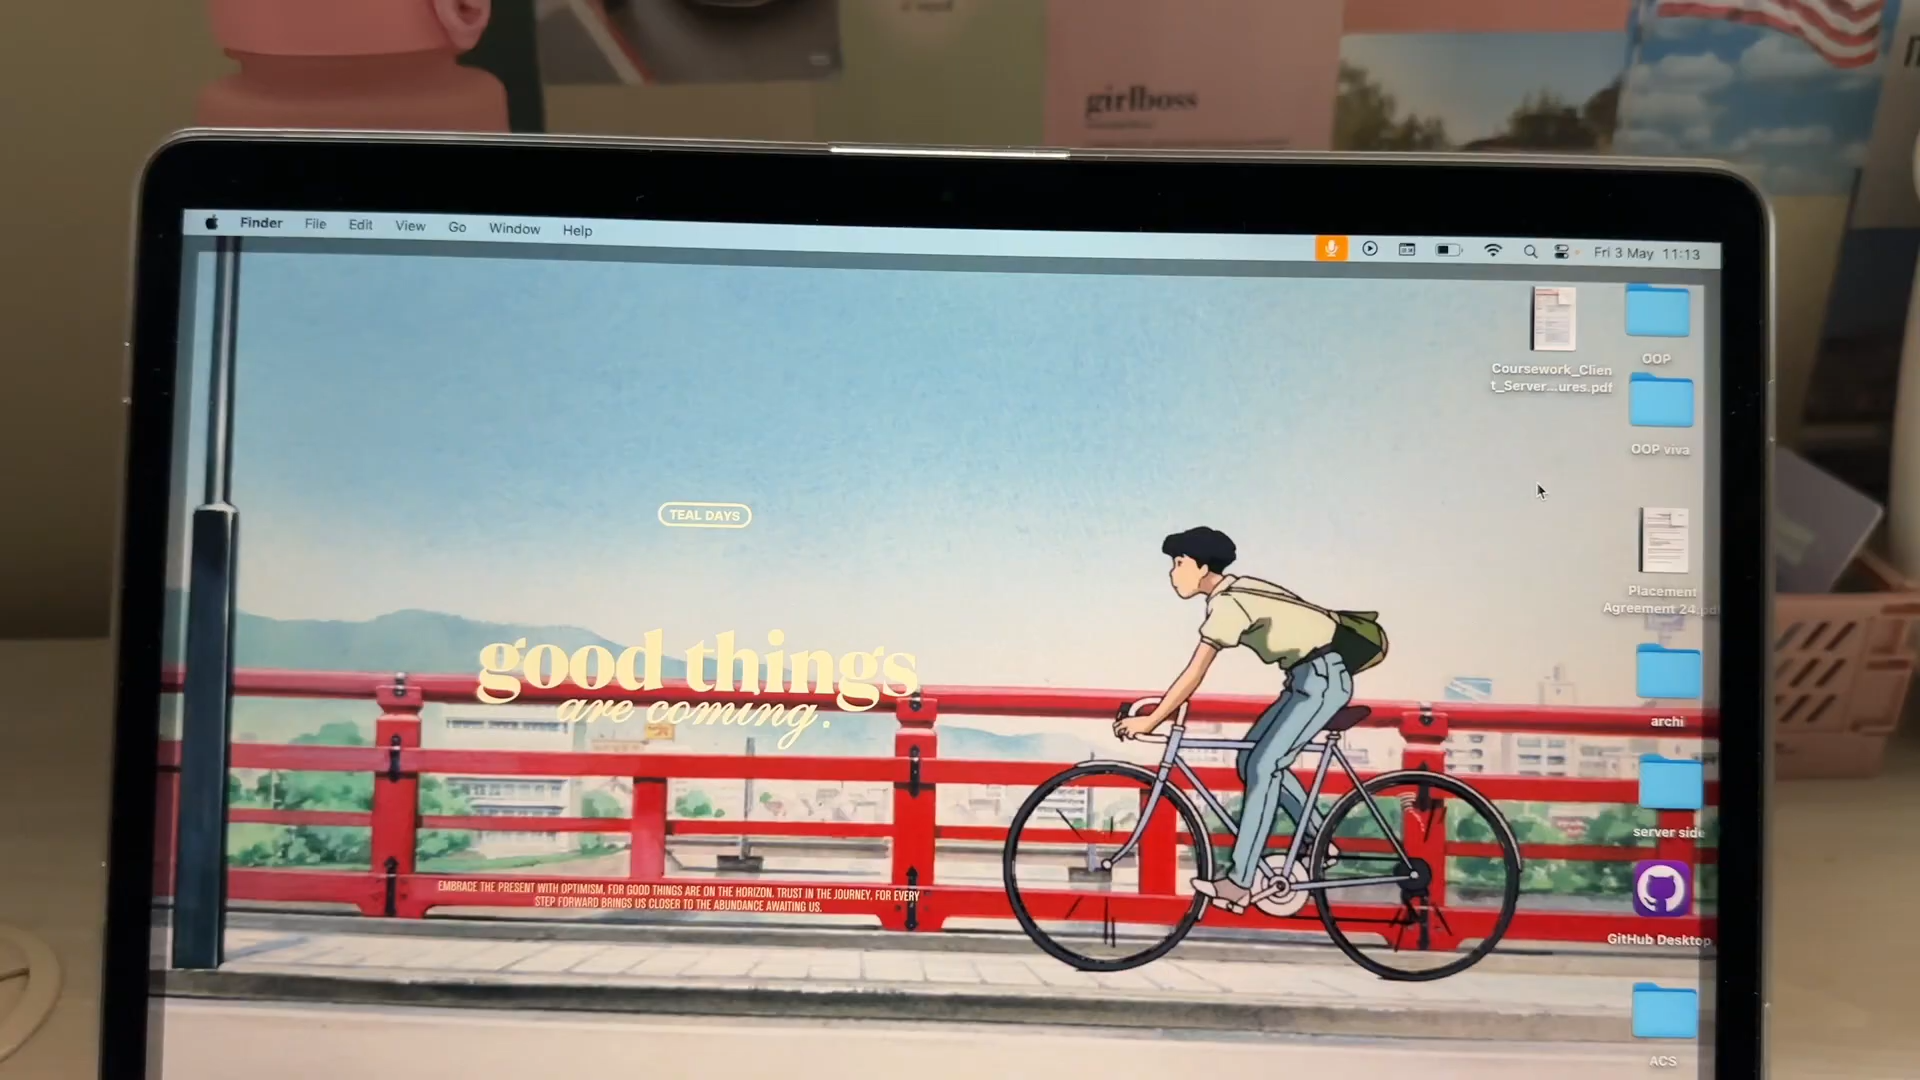 girlboss
Finder File Edit View Go Window Help
Fri 3 May 11:13
Coursework_Clien
t_Server...ures.pdf
OOP
OOP viva
TEAL DAYS
good things
are coming.
Placement
Agreement 24.pdf
archi
server side
EMBRACE THE PRESENT WITH OPTIMISM, FOR GOOD THINGS ARE ON THE HORIZON. TRUST IN THE JOURNEY, FOR EVERY
STEP FORWARD BRINGS US CLOSER TO THE ABUNDANCE AWAITING US.
GitHub Desktop
ACS